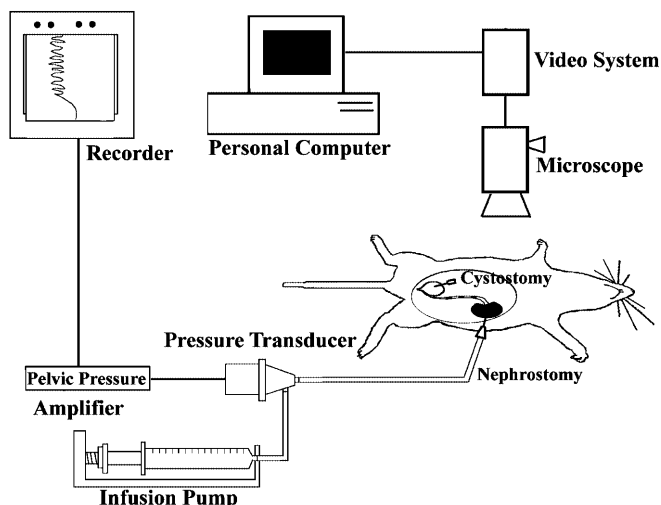 Recorder
Personal Computer
Video System
Microscope
Cystostomy
Pressure Transducer
Nephrostomy
Pelvic Pressure
Amplifier
Infusion Pump